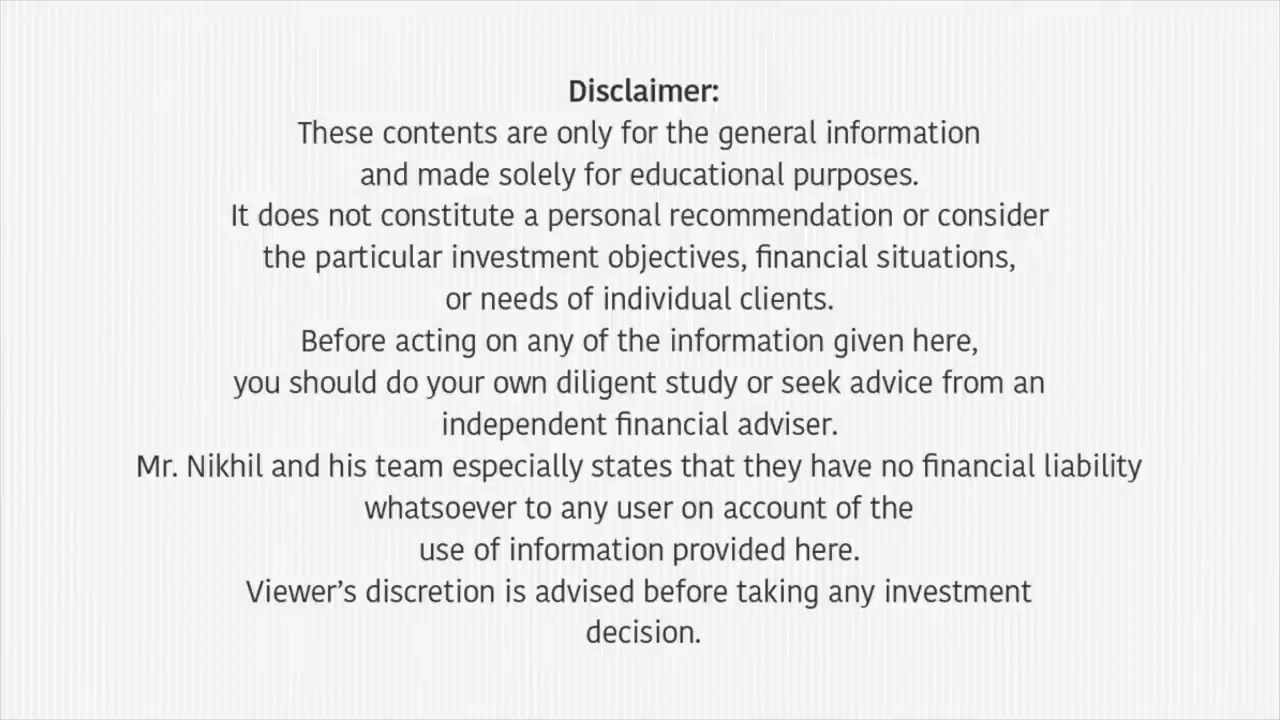 Disclaimer:
These contents are only for the general information
and made solely for educational purposes.
It does not constitute a personal recommendation or consider
the particular investment objectives, financial situations,
or needs of individual clients.
Before acting on any of the information given here,
you should do your own diligent study or seek advice from an
independent financial adviser.
Mr. Nikhil and his team especially states that they have no financial liability
whatsoever to any user on account of the
use of information provided here.
Viewer’s discretion is advised before taking any investment
decision.